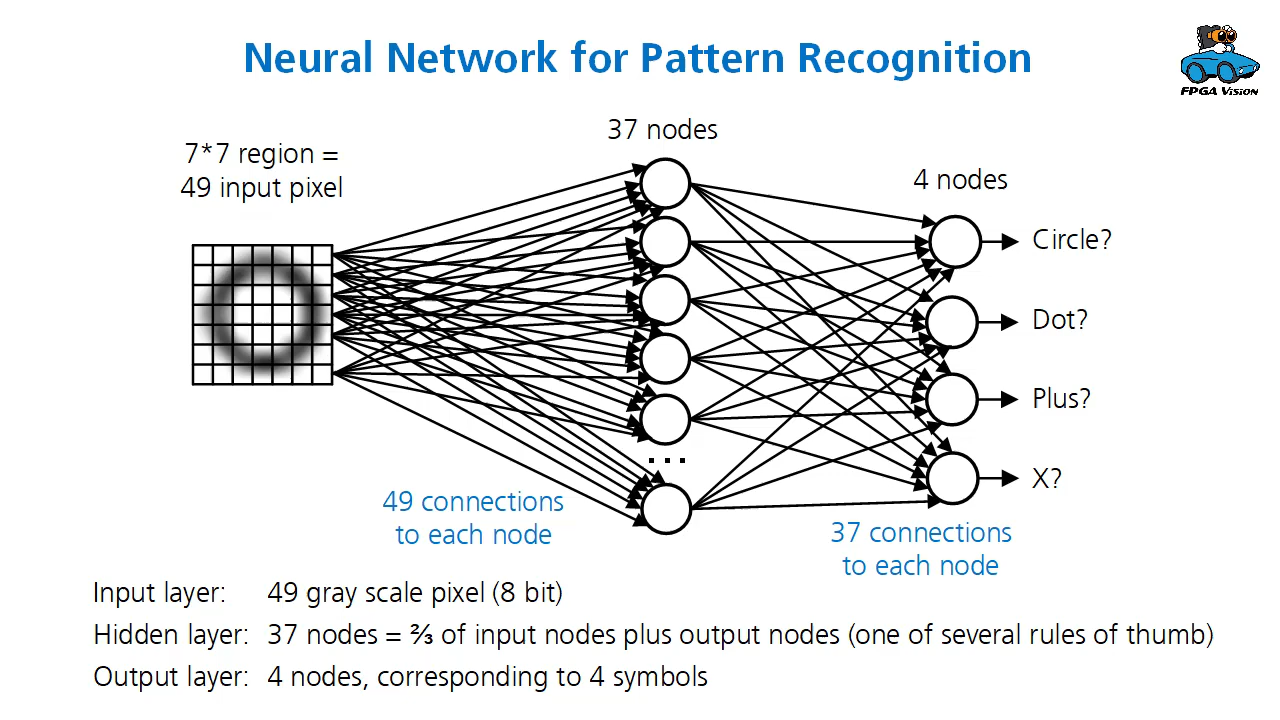 Neural Network for Pattern Recognition
FPGA Vision
37 nodes
7*7 region =
49 input pixel
4 nodes
Circle?
Dot?
Plus?
X?
...
49 connections
to each node
37 connections
to each node
Input layer: 49 gray scale pixel (8 bit)
Hidden layer: 37 nodes = ⅔ of input nodes plus output nodes (one of several rules of thumb)
Output layer: 4 nodes, corresponding to 4 symbols